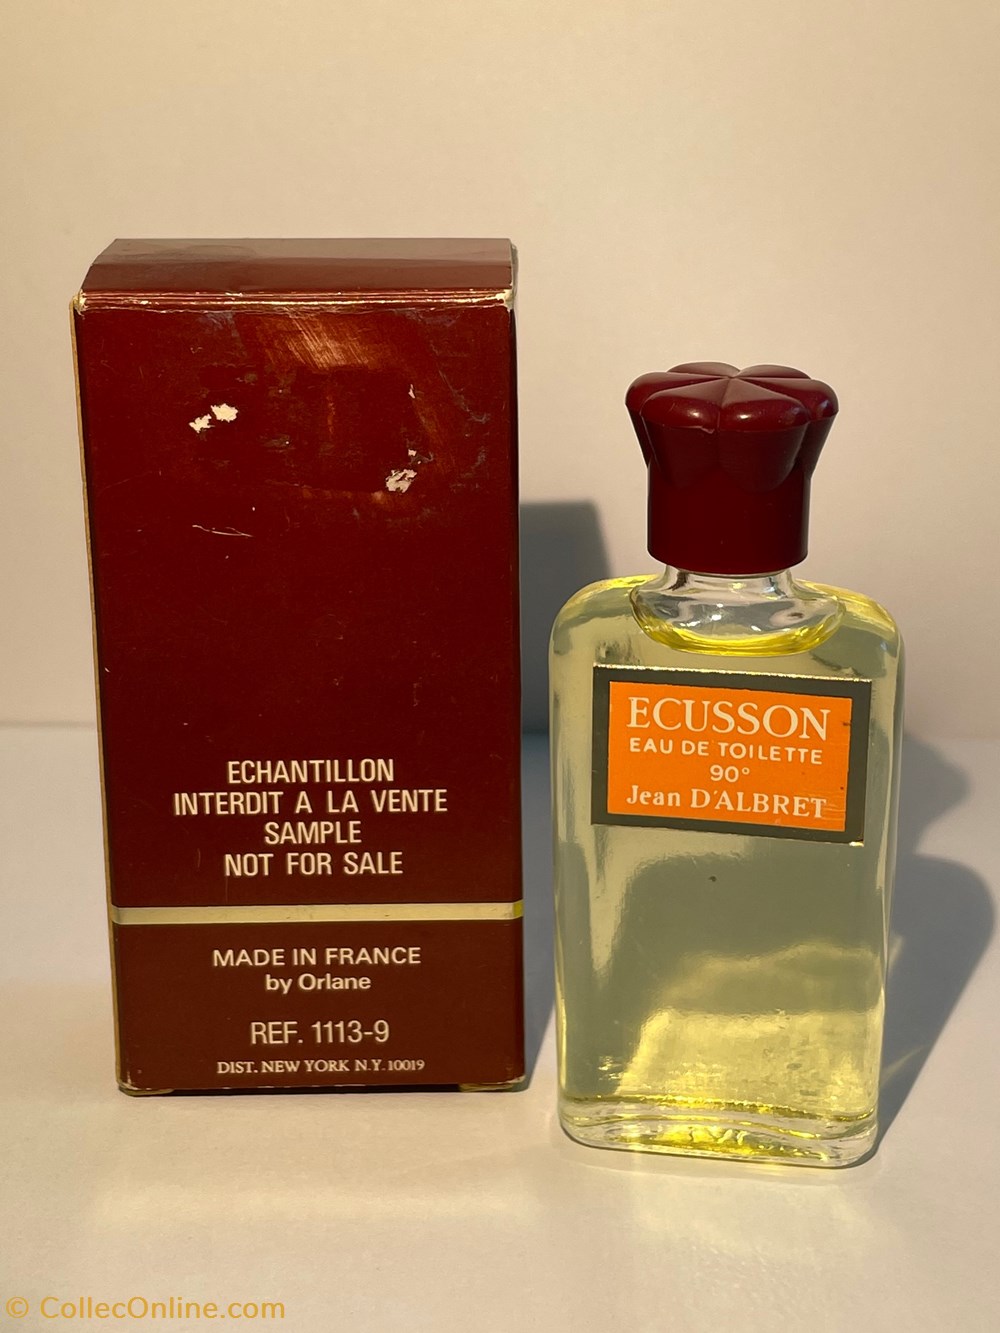 ECHANTILLON
INTERDIT A LA VENTE
SAMPLE
NOT FOR SALE
MADE IN FRANCE
by Orlane
REF. 1113-9
DIST. NEW YORK N.Y. 10019
ECUSSON
EAU DE TOILETTE
90°
Jean D'ALBRET
© CollecOnline.com